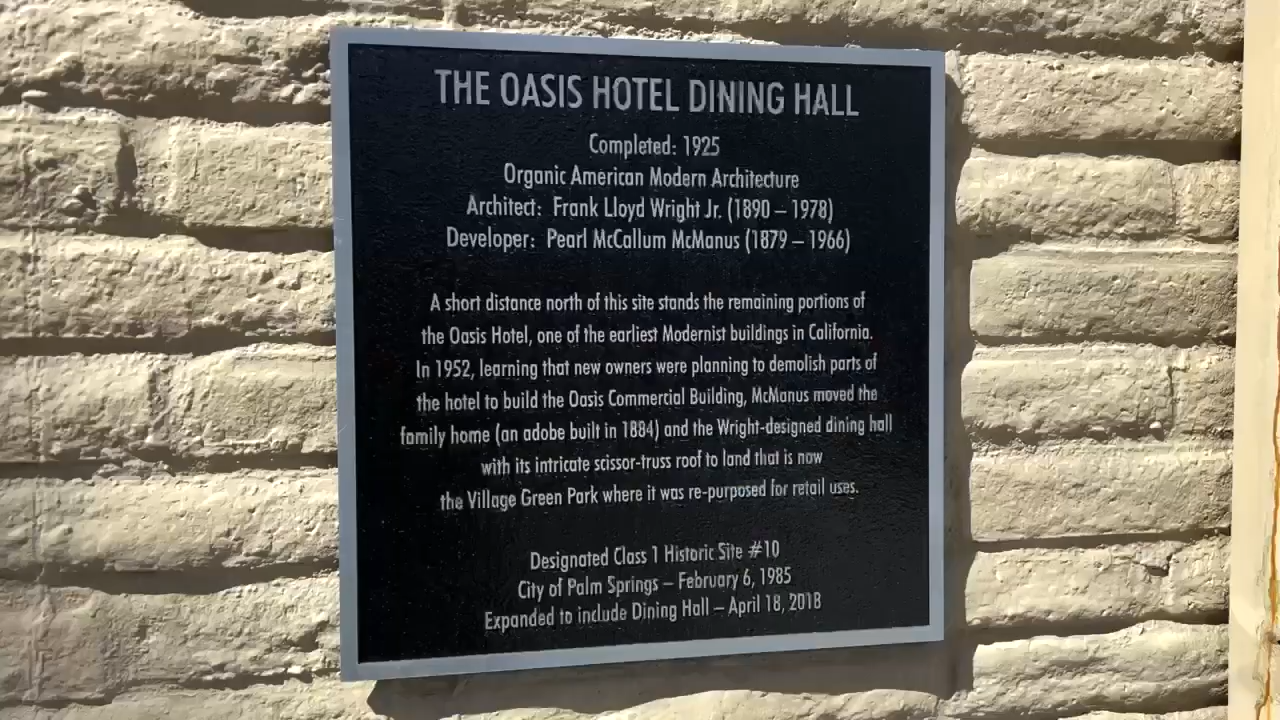 THE OASIS HOTEL DINING HALL
Completed: 1925
Organic American Modern Architecture
Architect: Frank Lloyd Wright Jr. (1890 – 1978)
Developer: Pearl McCallum McManus (1879 – 1966)
A short distance north of this site stands the remaining portions of
the Oasis Hotel, one of the earliest Modernist buildings in California.
In 1952, learning that new owners were planning to demolish parts of
the hotel to build the Oasis Commercial Building, McManus moved the
family home (an adobe built in 1884) and the Wright-designed dining hall
with its intricate scissor-truss roof to land that is now
the Village Green Park where it was re-purposed for retail uses.
Designated Class 1 Historic Site #10
City of Palm Springs – February 6, 1985
Expanded to include Dining Hall – April 18, 2018